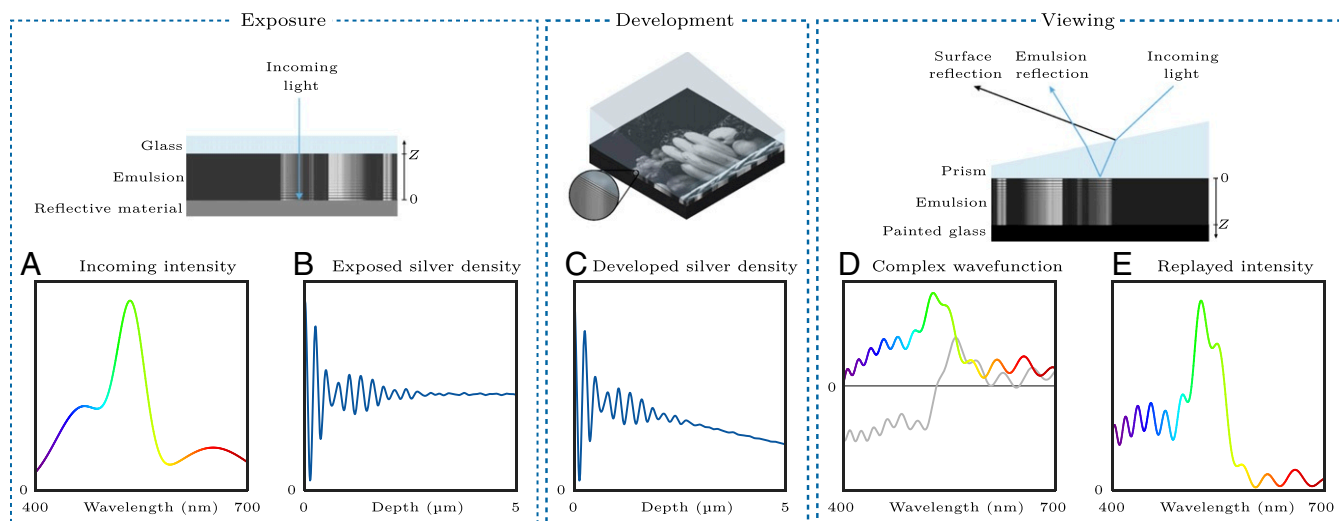 Exposure
Development
Viewing
Incoming
light
Glass
Emulsion
Reflective material
Z
0
Surface
reflection
Emulsion
reflection
Incoming
light
Prism
Emulsion
Painted glass
0
Z
A Incoming intensity
0
400 Wavelength (nm) 700
B Exposed silver density
0
0 Depth (µm) 5
C Developed silver density
0
0 Depth (µm) 5
D Complex wavefunction
0
400 Wavelength (nm) 700
E Replayed intensity
0
400 Wavelength (nm) 700